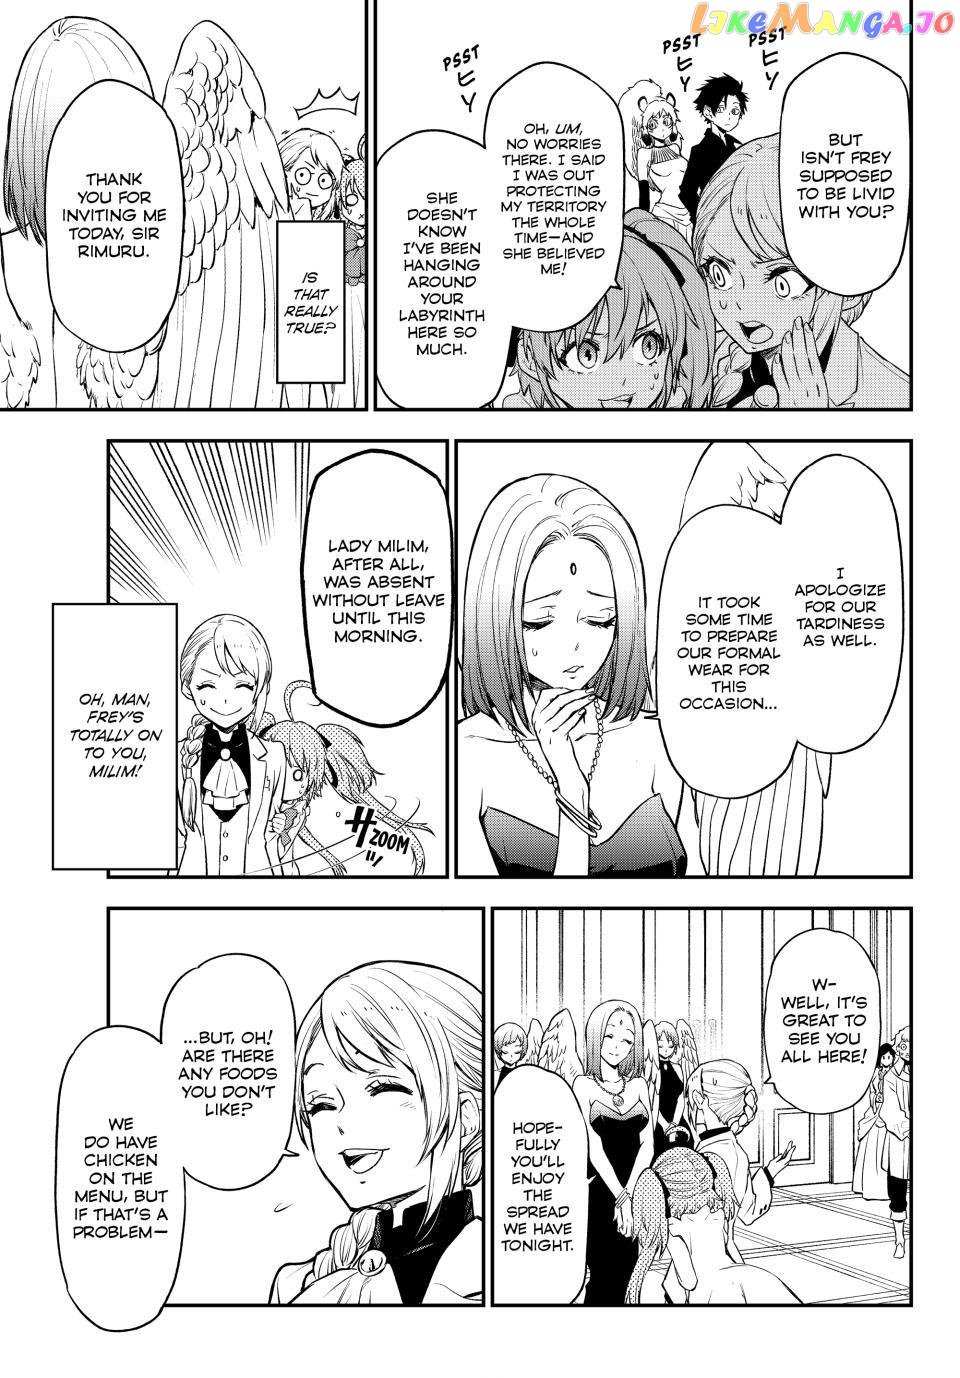 LIKEMANGA.IO
PSST
ヒソ
PSST
ヒソ
PSST
ヒソ
BUT
ISN'T FREY
SUPPOSED
TO BE LIVID
WITH YOU?
OH, UM,
NO WORRIES
THERE. I SAID
I WAS OUT
PROTECTING
MY TERRITORY
THE WHOLE
TIME—AND
SHE BELIEVED
ME!
SHE
DOESN'T
KNOW
I'VE BEEN
HANGING
AROUND
YOUR
LABYRINTH
HERE SO
MUCH.
IS
THAT
REALLY
TRUE?
THANK
YOU FOR
INVITING ME
TODAY, SIR
RIMURU.
I
APOLOGIZE
FOR OUR
TARDINESS
AS WELL.
IT TOOK
SOME TIME
TO PREPARE
OUR FORMAL
WEAR FOR
THIS
OCCASION...
LADY MILIM,
AFTER ALL,
WAS ABSENT
WITHOUT LEAVE
UNTIL THIS
MORNING.
ZOOM
OH, MAN,
FREY'S
TOTALLY ON
TO YOU,
MILIM!
W-
WELL, IT'S
GREAT TO
SEE YOU
ALL HERE!
HOPE-
FULLY
YOU'LL
ENJOY
THE
SPREAD
WE HAVE
TONIGHT.
...BUT, OH!
ARE THERE
ANY FOODS
YOU DON'T
LIKE?
WE
DO HAVE
CHICKEN
ON THE
MENU, BUT
IF THAT'S A
PROBLEM—